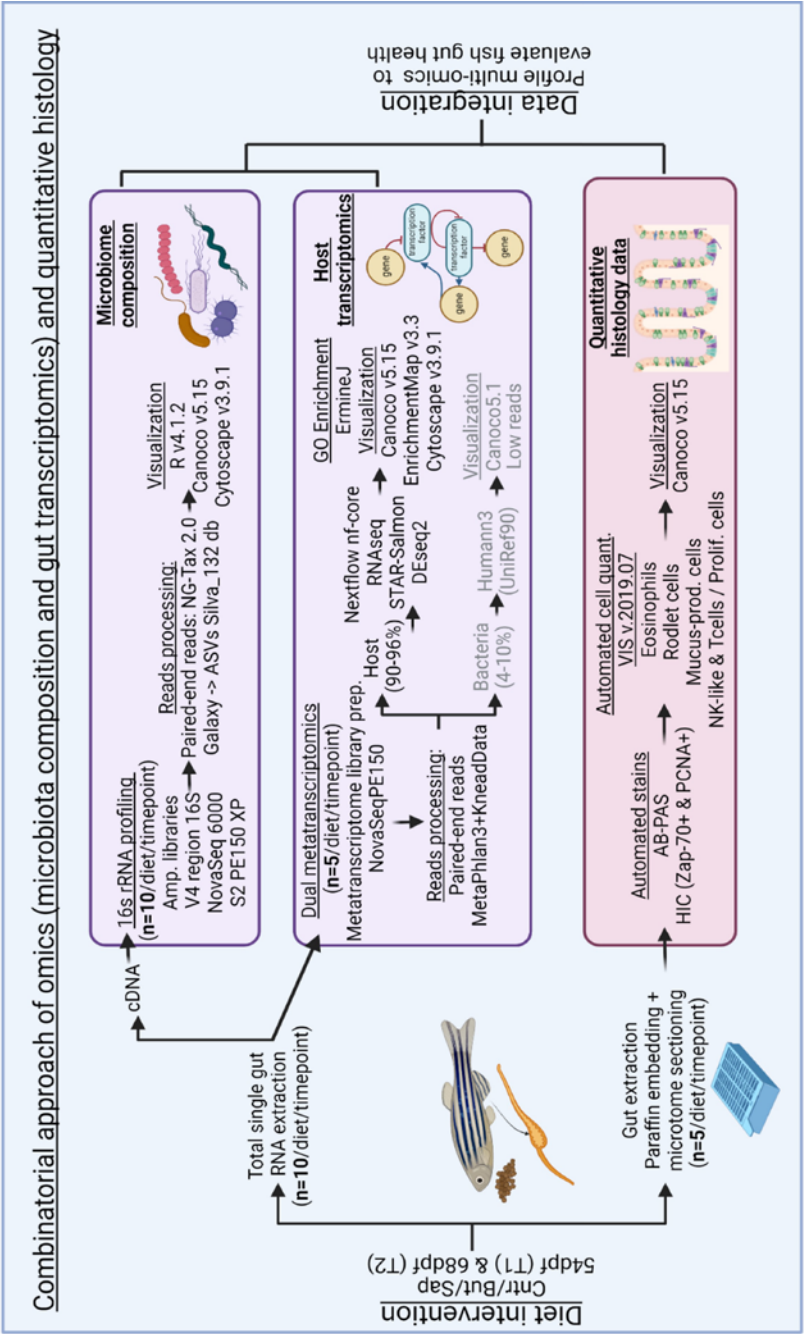 Combinatorial approach of omics (microbiota composition and gut transcriptomics) and quantitative histology
Diet intervention
Cntr/But/Sap
54dpf (T1) & 68dpf (T2)
Total single gut
RNA extraction
(n=10/diet/timepoint)
cDNA
16s rRNA profiling
(n=10/diet/timepoint)
Amp. libraries
V4 region 16S
NovaSeq 6000
S2 PE150 XP
Reads processing:
Paired-end reads: NG-Tax 2.0
Galaxy -> ASVs Silva_132 db
Visualization
R v4.1.2
Canoco v5.15
Cytoscape v3.9.1
Microbiome
composition
Dual metatranscriptomics
(n=5/diet/timepoint)
Metatranscriptome library prep.
NovaSeqPE150
Reads processing:
Paired-end reads
MetaPhlan3+KneadData
Host
(90-96%)
Nextflow nf-core
RNAseq
STAR-Salmon
DEseq2
GO Enrichment
ErmineJ
Visualization
Canoco v5.15
EnrichmentMap v3.3
Cytoscape v3.9.1
Bacteria
(4-10%)
Humann3
(UniRef90)
Visualization
Canoco5.1
Low reads
Host
transcriptomics
gene
transcription
factor
transcription
factor
gene
gene
Gut extraction
Paraffin embedding +
microtome sectioning
(n=5/diet/timepoint)
Automated stains
AB-PAS
HIC (Zap-70+ & PCNA+)
Automated cell quant.
VIS v.2019.07
Eosinophils
Rodlet cells
Mucus-prod. cells
NK-like & Tcells / Prolif. cells
Visualization
Canoco v5.15
Quantitative
histology data
Data integration
Profile multi-omics to
evaluate fish gut health